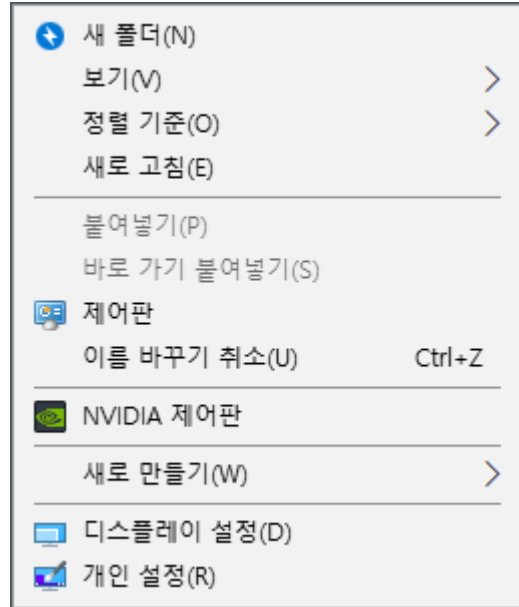 새 폴더(N)
보기(V)
정렬 기준(O)
새로 고침(E)
붙여넣기(P)
바로 가기 붙여넣기(S)
제어판
이름 바꾸기 취소(U) Ctrl+Z
NVIDIA 제어판
새로 만들기(W)
디스플레이 설정(D)
개인 설정(R)